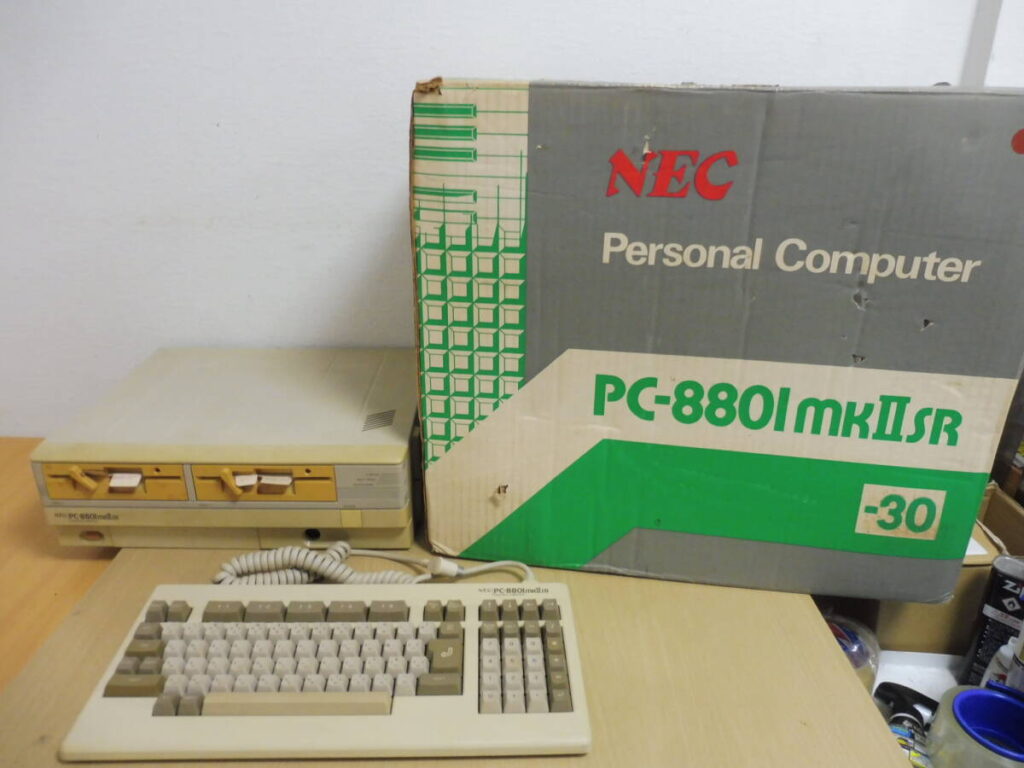 NEC
Personal Computer
PC-8801mkIISR
-30
NEC PC-8801mkIISR
NEC PC-8801mkIISR